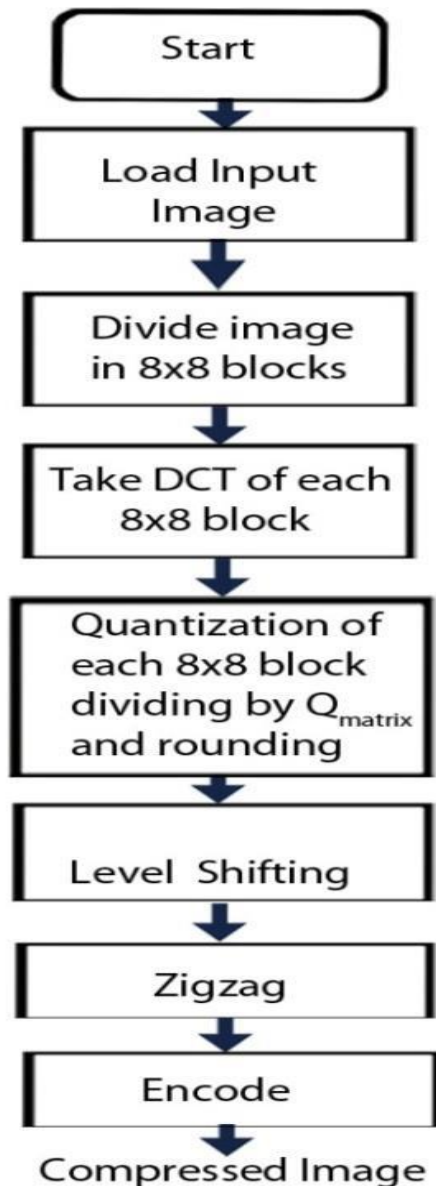 Start
Load Input
Image
Divide image
in 8x8 blocks
Take DCT of each
8x8 block
Quantization of
each 8x8 block
dividing by Qmatrix
and rounding
Level Shifting
Zigzag
Encode
Compressed Image